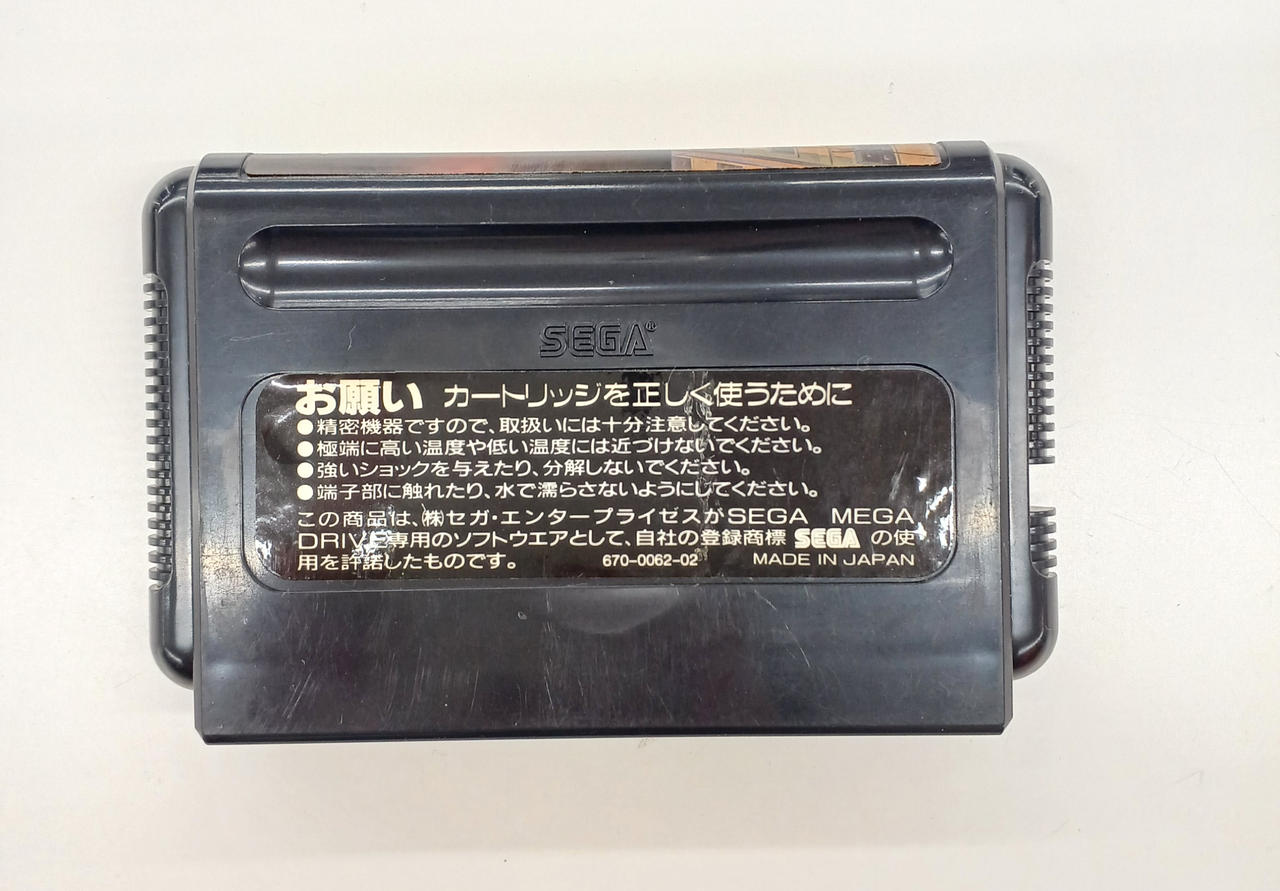 SEGA®
お願い カートリッジを正しく使うために
●精密機器ですので、取扱いには十分注意してください。
●極端に高い温度や低い温度には近づけないでください。
●強いショックを与えたり、分解しないでください。
●端子部に触れたり、水で濡らさないようにしてください。
この商品は、㈱セガ・エンタープライゼスがSEGA MEGA
DRIVE専用のソフトウエアとして、自社の登録商標 SEGA の使
用を許諾したものです。 670-0062-02 MADE IN JAPAN